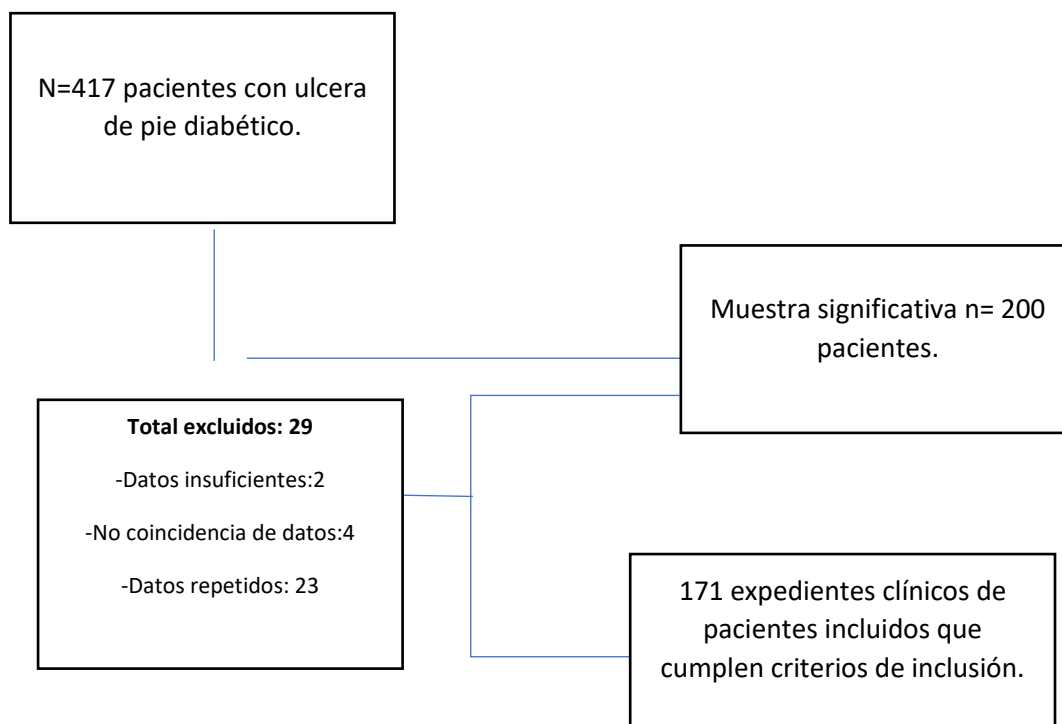 N=417 pacientes con ulcera
de pie diabético.
Muestra significativa n= 200
pacientes.
Total excluidos: 29
-Datos insuficientes:2
-No coincidencia de datos:4
-Datos repetidos: 23
171 expedientes clínicos de
pacientes incluidos que
cumplen criterios de inclusión.